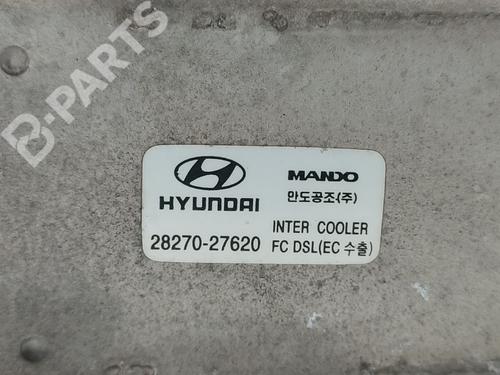 B-PARTS
HYUNDAI
MANDO
만도공조(주)
28270-27620
INTER COOLER
FC DSL(EC 수출)